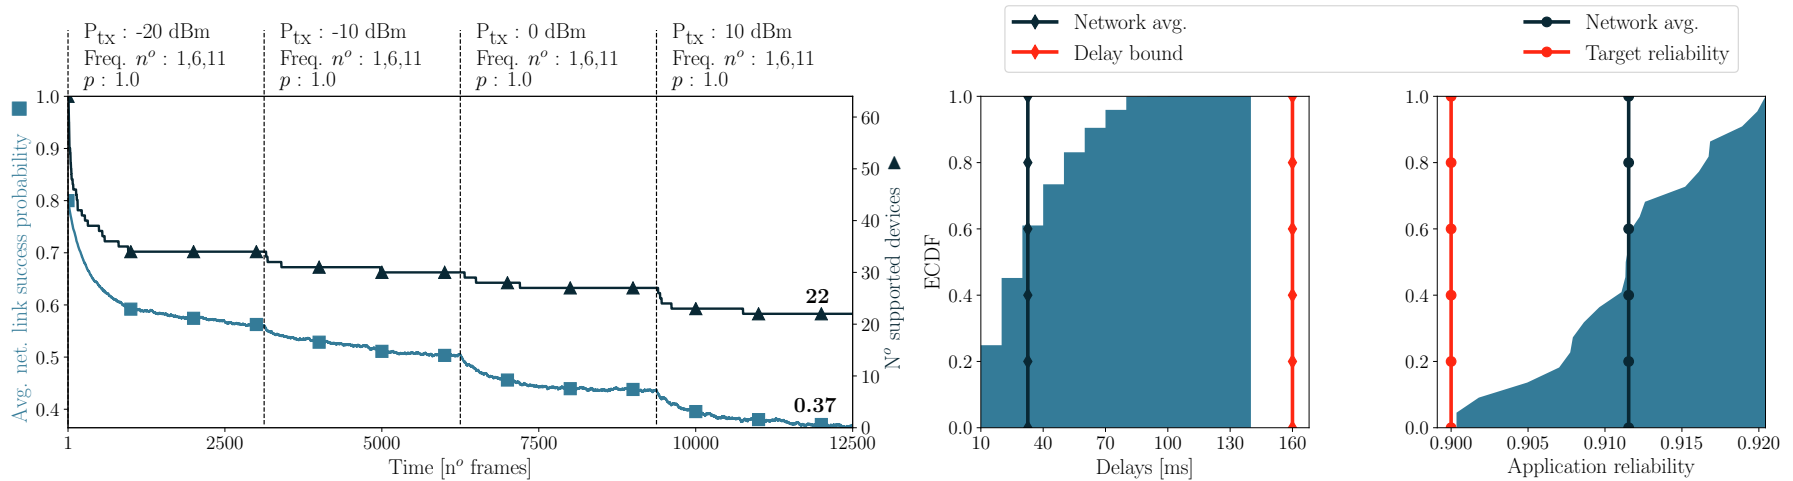 P_tx : -20 dBm
Freq. nº : 1,6,11
p : 1.0
P_tx : -10 dBm
Freq. nº : 1,6,11
p : 1.0
P_tx : 0 dBm
Freq. nº : 1,6,11
p : 1.0
P_tx : 10 dBm
Freq. nº : 1,6,11
p : 1.0
Avg. net. link success probability
1.0
0.9
0.8
0.7
0.6
0.5
0.4
22
0.37
60
50
40
30
20
10
0
Nº supported devices
1
2500
5000
7500
10000
12500
Time [nº frames]
Network avg.
Delay bound
Network avg.
Target reliability
ECDF
1.0
0.8
0.6
0.4
0.2
0.0
10
40
70
100
130
160
Delays [ms]
1.0
0.8
0.6
0.4
0.2
0.0
0.900
0.905
0.910
0.915
0.920
Application reliability